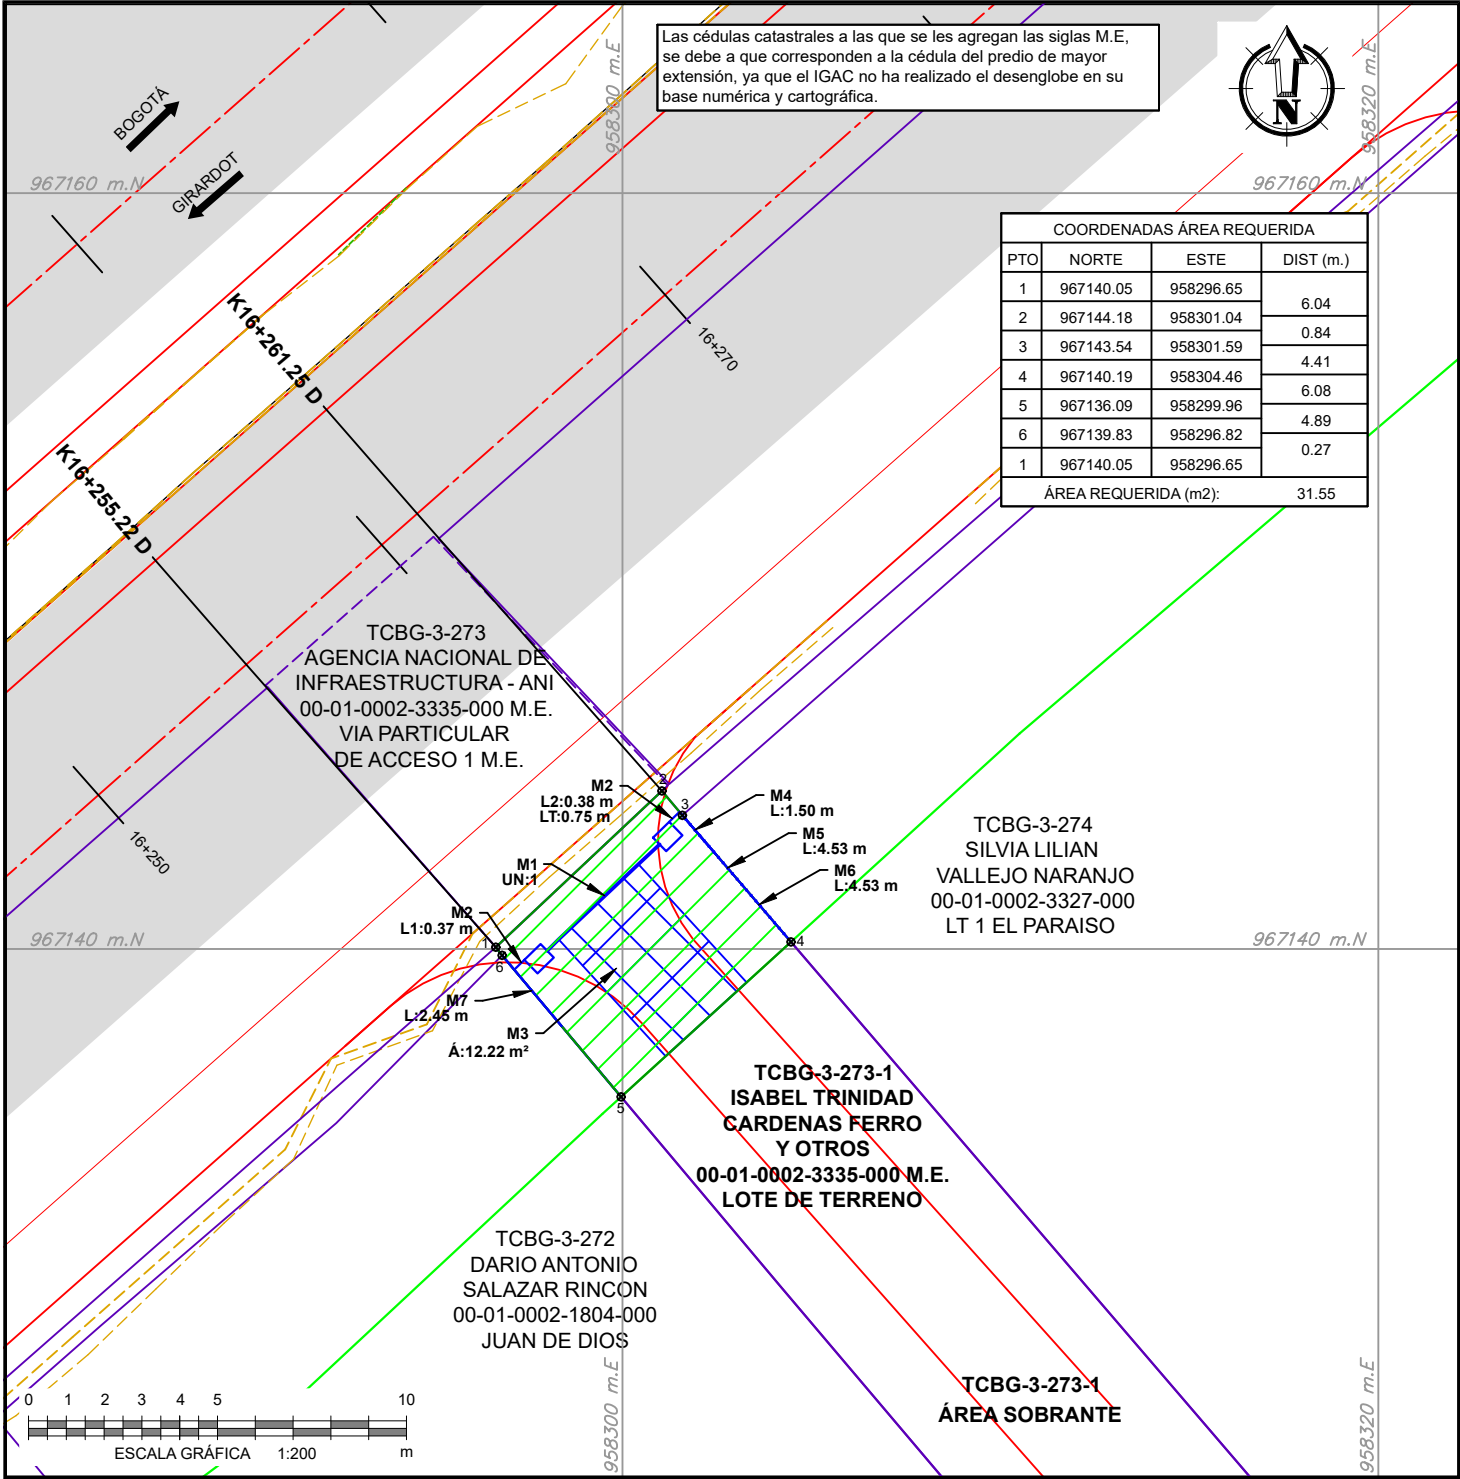 Las cédulas catastrales a las que se les agregan las siglas M.E,
se debe a que corresponden a la cédula del predio de mayor
extensión, ya que el IGAC no ha realizado el desenglobe en su
base numérica y cartográfica.
958300 m.E
958320 m.E
N
BOGOTÁ
GIRARDOT
967160 m.N
967160 m.N
COORDENADAS ÁREA REQUERIDA
PTO NORTE ESTE DIST (m.)
1 967140.05 958296.65
6.04
2 967144.18 958301.04
0.84
3 967143.54 958301.59
4.41
4 967140.19 958304.46
6.08
5 967136.09 958299.96
4.89
6 967139.83 958296.82
0.27
1 967140.05 958296.65
ÁREA REQUERIDA (m2): 31.55
K16+261.25 D
16+270
K16+255.22 D
TCBG-3-273
AGENCIA NACIONAL DE
INFRAESTRUCTURA - ANI
00-01-0002-3335-000 M.E.
VIA PARTICULAR
DE ACCESO 1 M.E.
16+250
2
M2
L2:0.38 m
LT:0.75 m
3
M4
L:1.50 m
M5
L:4.53 m
M6
L:4.53 m
M1
UN:1
M2
L1:0.37 m
TCBG-3-274
SILVIA LILIAN
VALLEJO NARANJO
00-01-0002-3327-000
LT 1 EL PARAISO
967140 m.N
967140 m.N
1
4
6
M7
L:2.45 m
M3
Á:12.22 m²
5
TCBG-3-273-1
ISABEL TRINIDAD
CARDENAS FERRO
Y OTROS
00-01-0002-3335-000 M.E.
LOTE DE TERRENO
TCBG-3-272
DARIO ANTONIO
SALAZAR RINCON
00-01-0002-1804-000
JUAN DE DIOS
TCBG-3-273-1
ÁREA SOBRANTE
958300 m.E
958320 m.E
0 1 2 3 4 5 10
ESCALA GRÁFICA 1:200 m